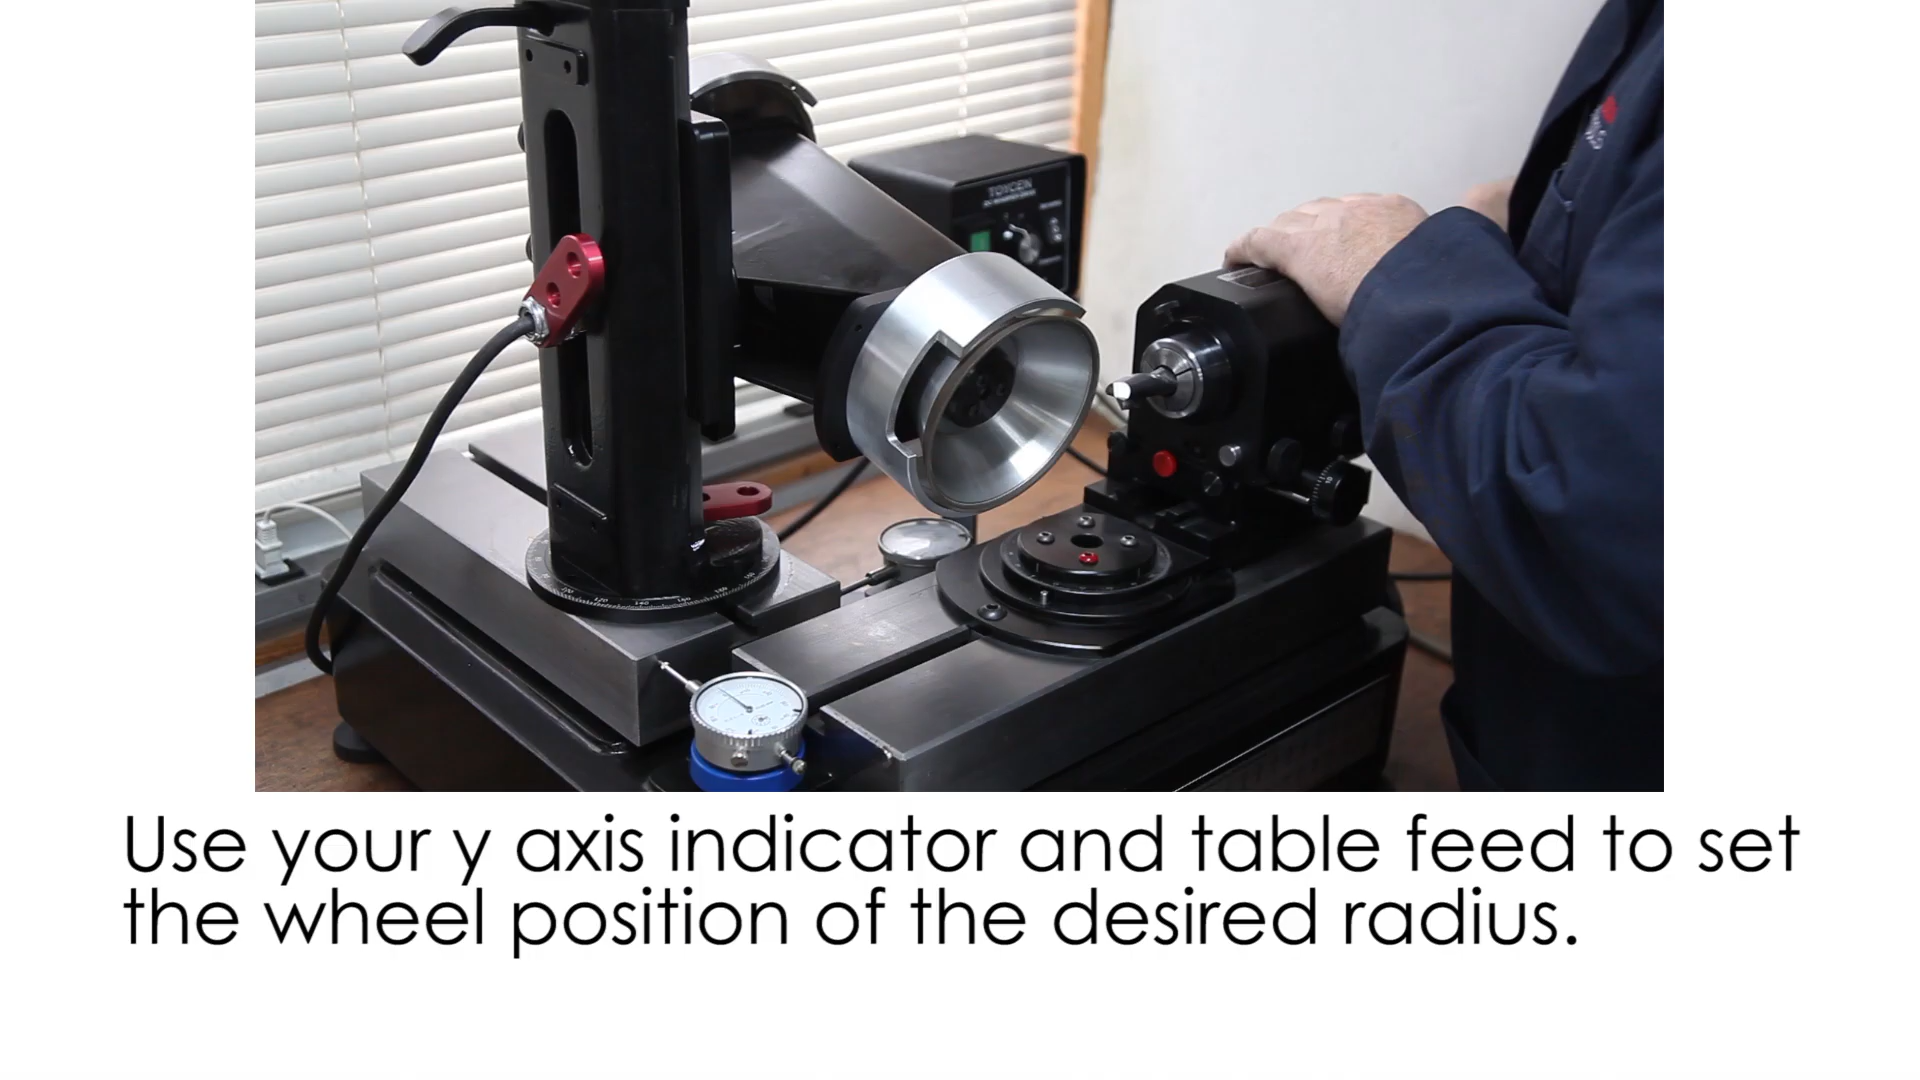 Use your y axis indicator and table feed to set
the wheel position of the desired radius.